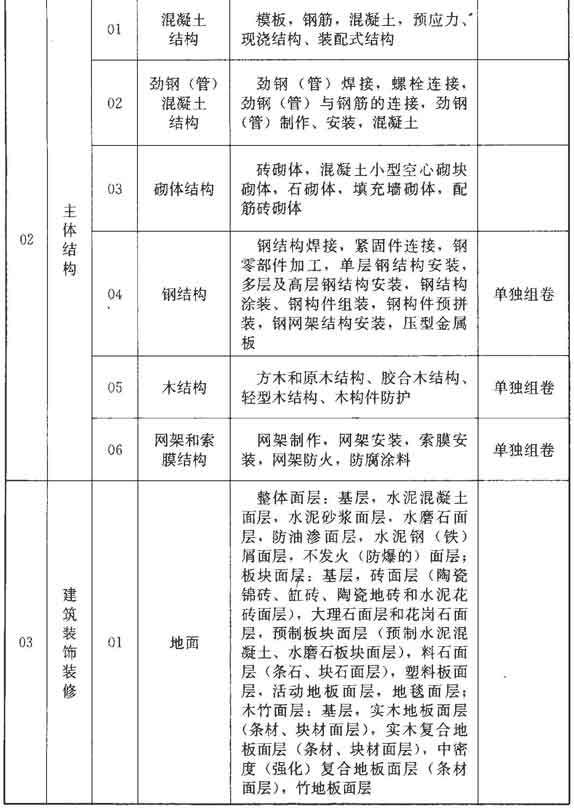 02
主体结构
01
混凝土
结构
模板，钢筋，混凝土，预应力、
现浇结构、装配式结构
02
劲钢（管）
混凝土
结构
劲钢（管）焊接，螺栓连接，
劲钢（管）与钢筋的连接，劲钢
（管）制作、安装，混凝土
03
砌体结构
砖砌体，混凝土小型空心砌块
砌体，石砌体，填充墙砌体，配
筋砖砌体
04
钢结构
钢结构焊接，紧固件连接，钢
零部件加工，单层钢结构安装，
多层及高层钢结构安装，钢结构
涂装、钢构件组装，钢构件预拼
装，钢网架结构安装，压型金属
板
单独组卷
05
木结构
方木和原木结构、胶合木结构、
轻型木结构、木构件防护
单独组卷
06
网架和索
膜结构
网架制作，网架安装，索膜安
装，网架防火，防腐涂料
单独组卷
03
建筑装饰装修
01
地面
整体面层：基层，水泥混凝土
面层，水泥砂浆面层，水磨石面
层，防油渗面层，水泥钢（铁）
屑面层，不发火（防爆的）面层；
板块面层：基层，砖面层（陶瓷
锦砖、缸砖、陶瓷地砖和水泥花
砖面层），大理石面层和花岗石面
层，预制板块面层（预制水泥混
凝土、水磨石板块面层），料石面
层（条石、块石面层），塑料板面
层，活动地板面层，地毯面层；
木竹面层：基层，实木地板面层
（条材、块材面层），实木复合地
板面层（条材、块材面层），中密
度（强化）复合地板面层（条材
面层），竹地板面层